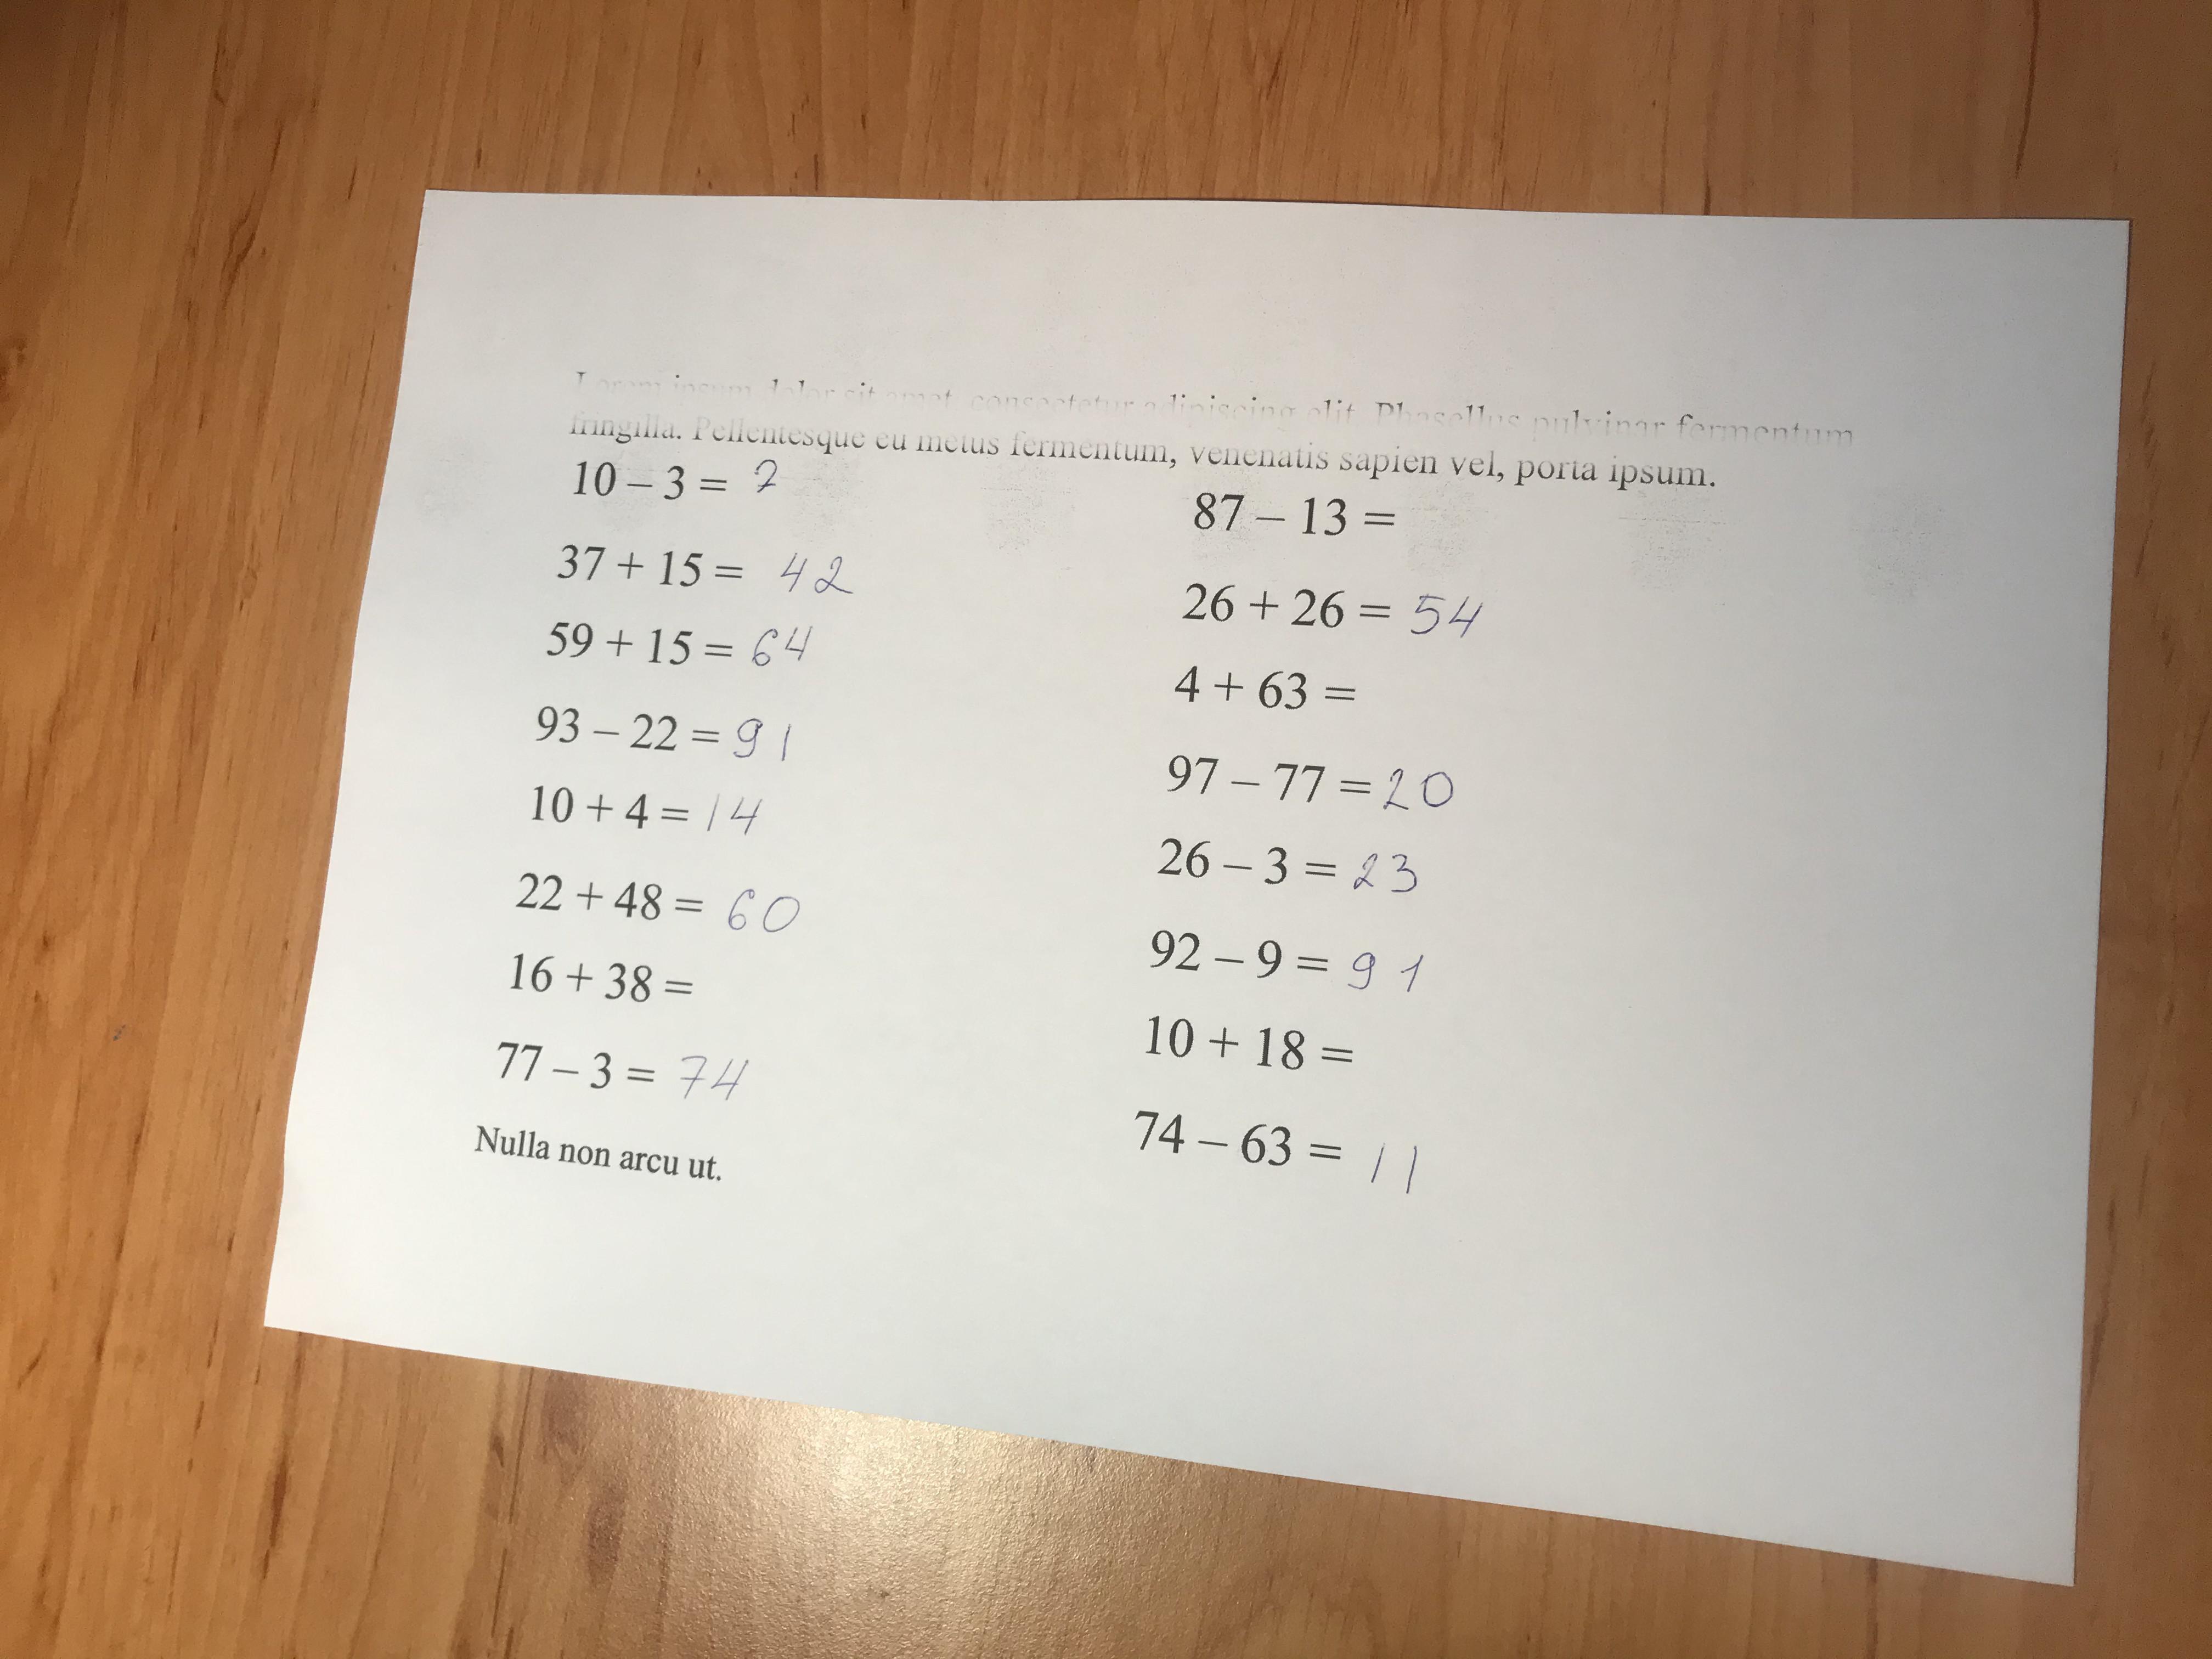 Lorem ipsum dolor sit amet, consectetur adipiscing elit. Phasellus pulvinar fermentum
fringilla. Pellentesque eu metus fermentum, venenatis sapien vel, porta ipsum.
10 – 3 = 7
37 + 15 = 42
59 + 15 = 64
93 – 22 = 91
10 + 4 = 14
22 + 48 = 60
16 + 38 =
77 – 3 = 74
Nulla non arcu ut.
87 – 13 =
26 + 26 = 54
4 + 63 =
97 – 77 = 20
26 – 3 = 23
92 – 9 = 91
10 + 18 =
74 – 63 = 11